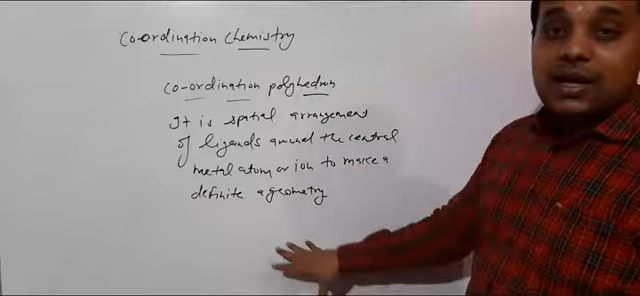 Co-ordination Chemistry
Co-ordination polyhedron
It is spatial arrangement
of ligands around the central
metal atom or ion to make a
definite a geometry